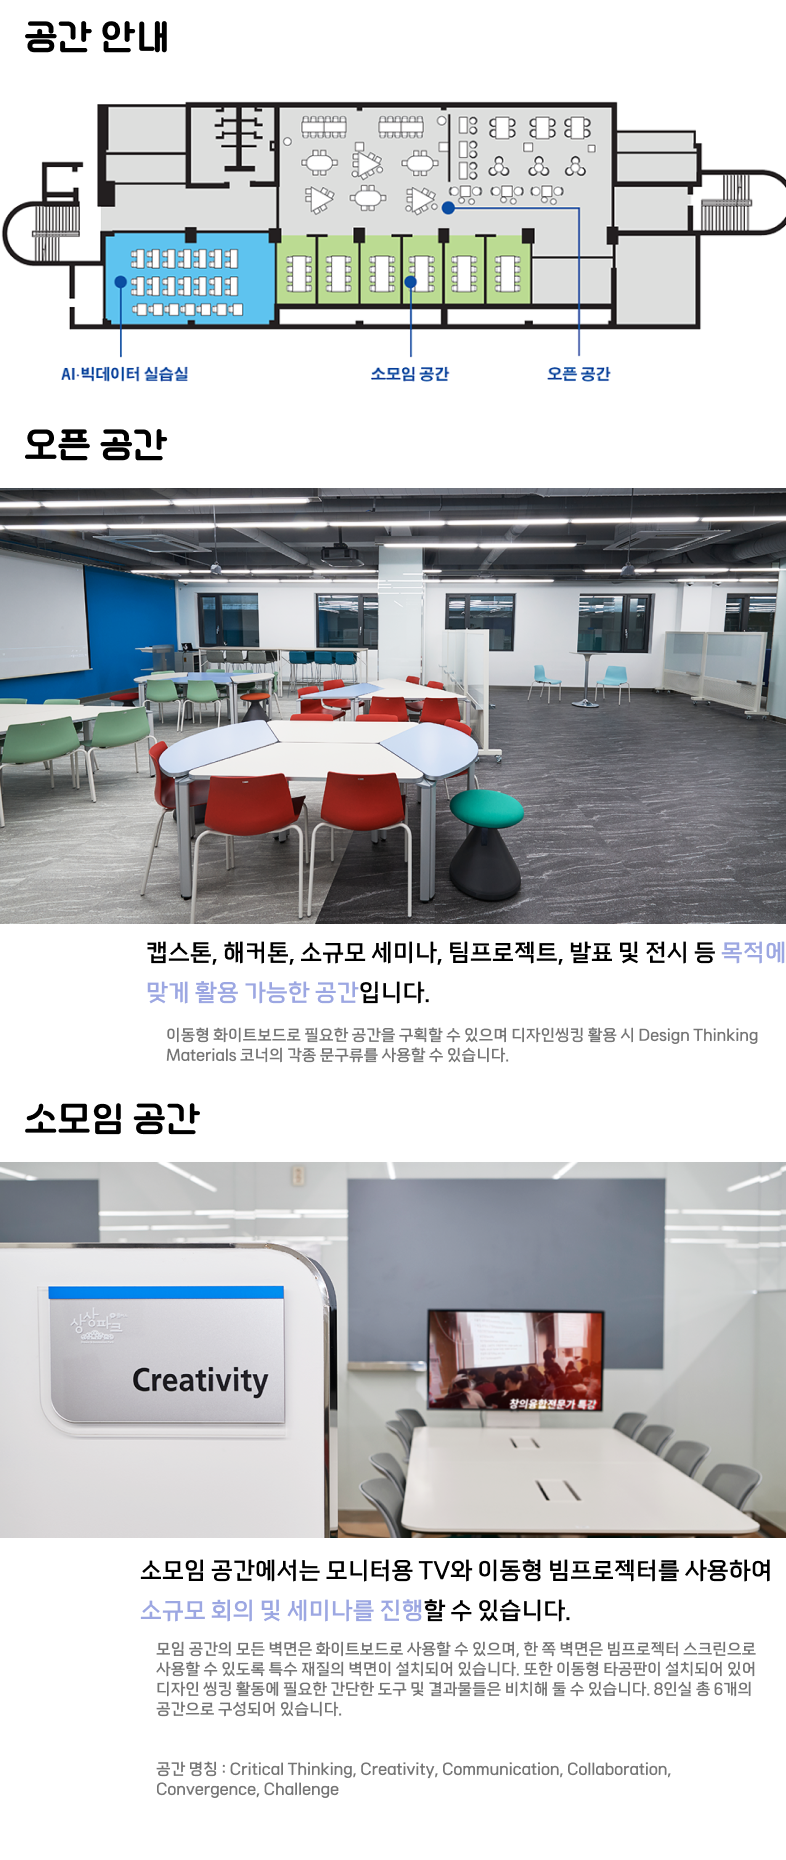 공간 안내
AI·빅데이터 실습실
소모임 공간
오픈 공간
오픈 공간
캡스톤, 해커톤, 소규모 세미나, 팀프로젝트, 발표 및 전시 등 목적에
맞게 활용 가능한 공간입니다.
이동형 화이트보드로 필요한 공간을 구획할 수 있으며 디자인씽킹 활용 시 Design Thinking
Materials 코너의 각종 문구류를 사용할 수 있습니다.
소모임 공간
상상파크
Creativity
창의융합전문가 특강
소모임 공간에서는 모니터용 TV와 이동형 빔프로젝터를 사용하여
소규모 회의 및 세미나를 진행할 수 있습니다.
모임 공간의 모든 벽면은 화이트보드로 사용할 수 있으며, 한 쪽 벽면은 빔프로젝터 스크린으로
사용할 수 있도록 특수 재질의 벽면이 설치되어 있습니다. 또한 이동형 타공판이 설치되어 있어
디자인 씽킹 활동에 필요한 간단한 도구 및 결과물들은 비치해 둘 수 있습니다. 8인실 총 6개의
공간으로 구성되어 있습니다.
공간 명칭 : Critical Thinking, Creativity, Communication, Collaboration,
Convergence, Challenge